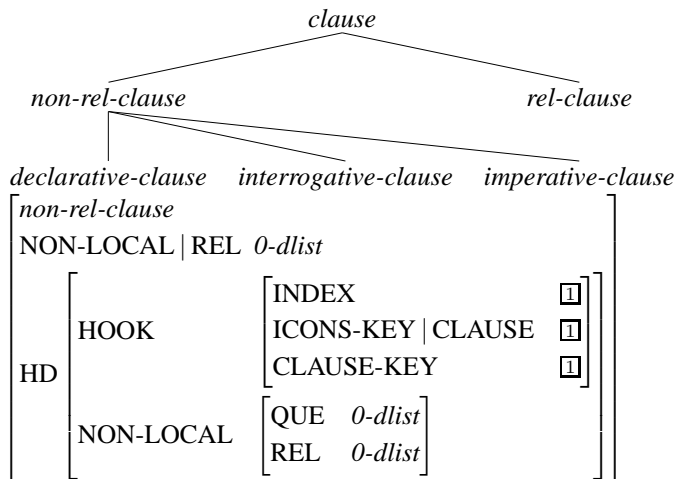 clause
non-rel-clause rel-clause
declarative-clause interrogative-clause imperative-clause
non-rel-clause
NON-LOCAL | REL 0-dlist
INDEX 1
HOOK ICONS-KEY | CLAUSE 1
CLAUSE-KEY 1
HD
QUE 0-dlist
NON-LOCAL
REL 0-dlist